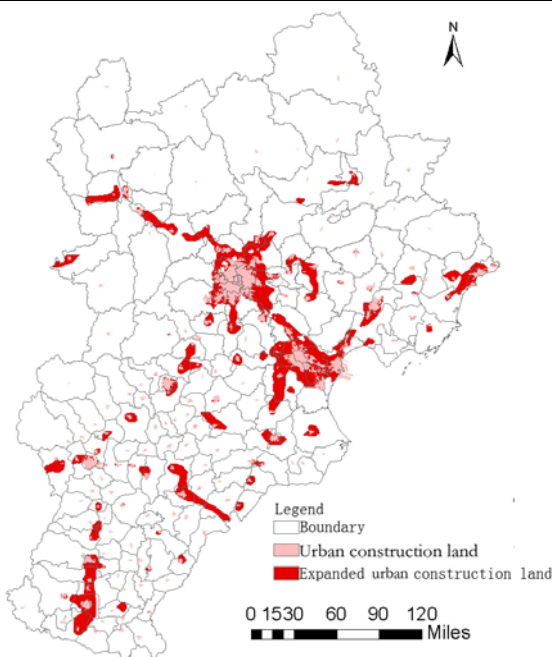 N
Legend
Boundary
Urban construction land
Expanded urban construction land
0 1530 60 90 120
Miles